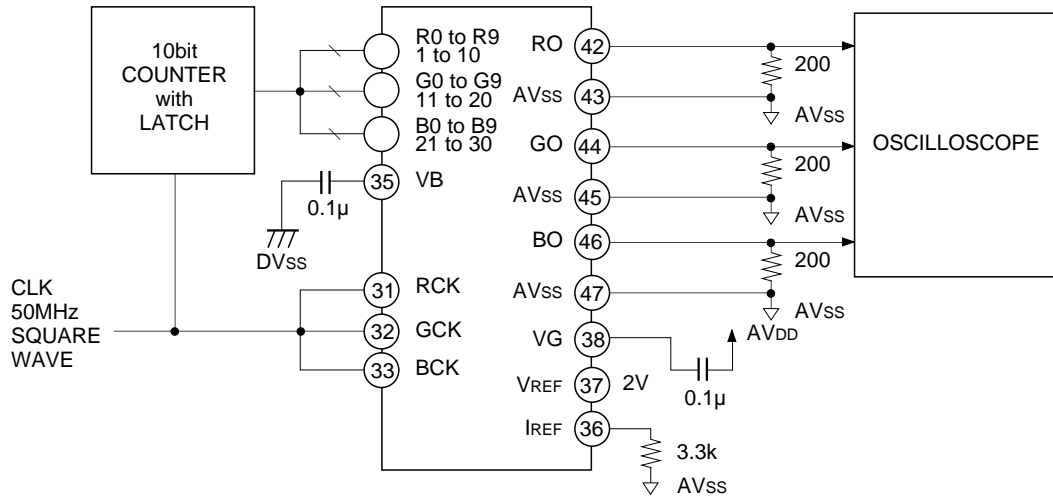 10bit
COUNTER
with
LATCH
R0 to R9
1 to 10
G0 to G9
11 to 20
B0 to B9
21 to 30
35
VB
0.1µ
DVSS
CLK
50MHz
SQUARE
WAVE
31
RCK
32
GCK
33
BCK
RO
42
200
AVSS
43
AVSS
GO
44
200
AVSS
45
AVSS
BO
46
200
AVSS
47
AVSS
VG
38
AVDD
0.1µ
VREF
37
2V
IREF
36
3.3k
AVSS
OSCILLOSCOPE